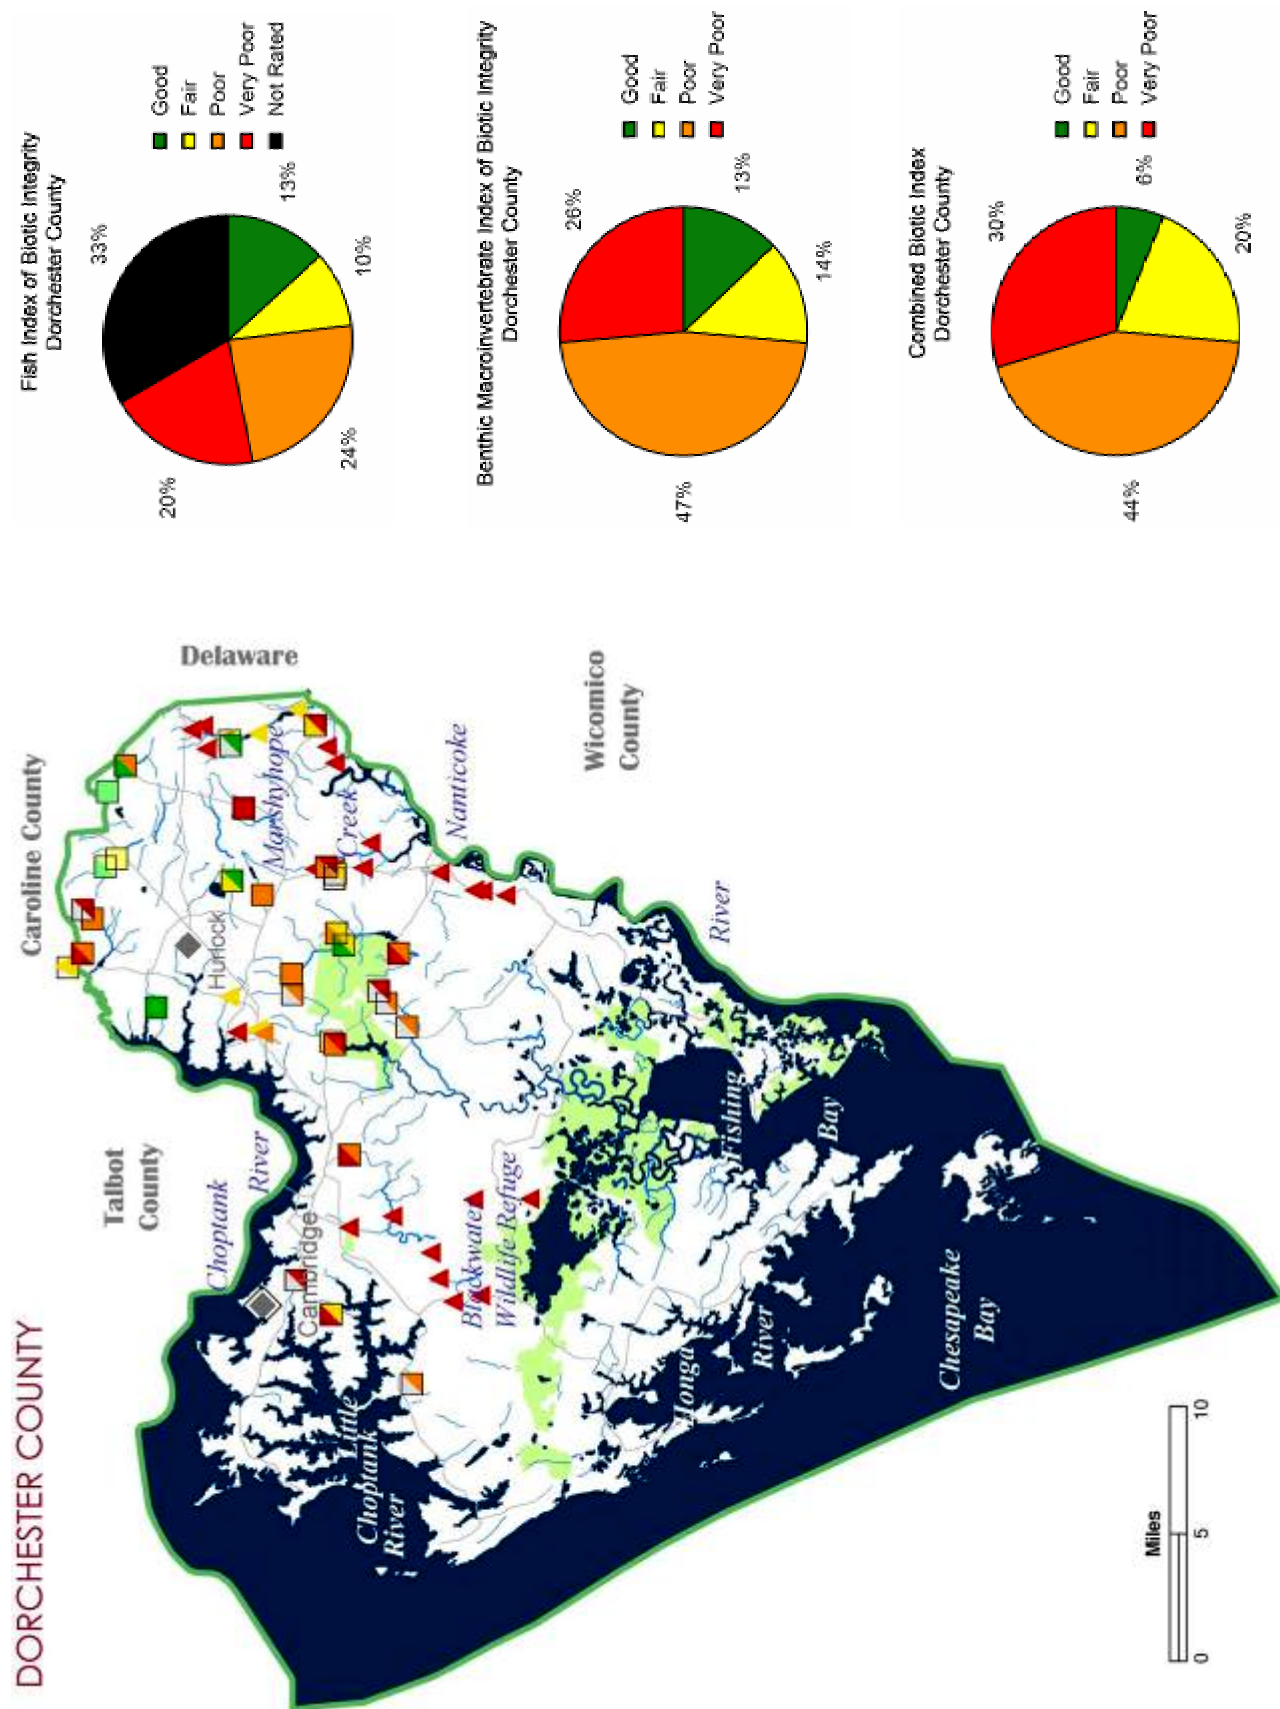 DORCHESTER COUNTY
Caroline County
Talbot
County
Delaware
Wicomico
County
Choptank
River
Cambridge
Hurlock
Marshyhope
Creek
Nanticoke
River
Little
Choptank
River
Blackwater
Wildlife Refuge
Fishing
Bay
Honga
River
Chesapeake
Bay
Miles
0 5 10
Fish Index of Biotic Integrity
Dorchester County
33%
13%
10%
24%
20%
Good
Fair
Poor
Very Poor
Not Rated
Benthic Macroinvertebrate Index of Biotic Integrity
Dorchester County
26%
13%
14%
47%
Good
Fair
Poor
Very Poor
Combined Biotic Index
Dorchester County
30%
6%
20%
44%
Good
Fair
Poor
Very Poor